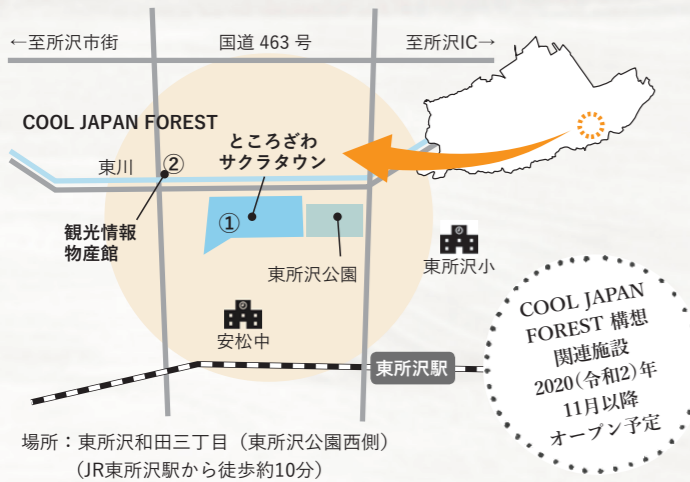 ←至所沢市街
国道 463 号
至所沢IC→
COOL JAPAN FOREST
ところざわ
サクラタウン
東川
②
観光情報
物産館
①
東所沢公園
東所沢小
安松中
東所沢駅
COOL JAPAN
FOREST 構想
関連施設
2020(令和2)年
11月以降
オープン予定
場所：東所沢和田三丁目（東所沢公園西側）
（JR東所沢駅から徒歩約10分）